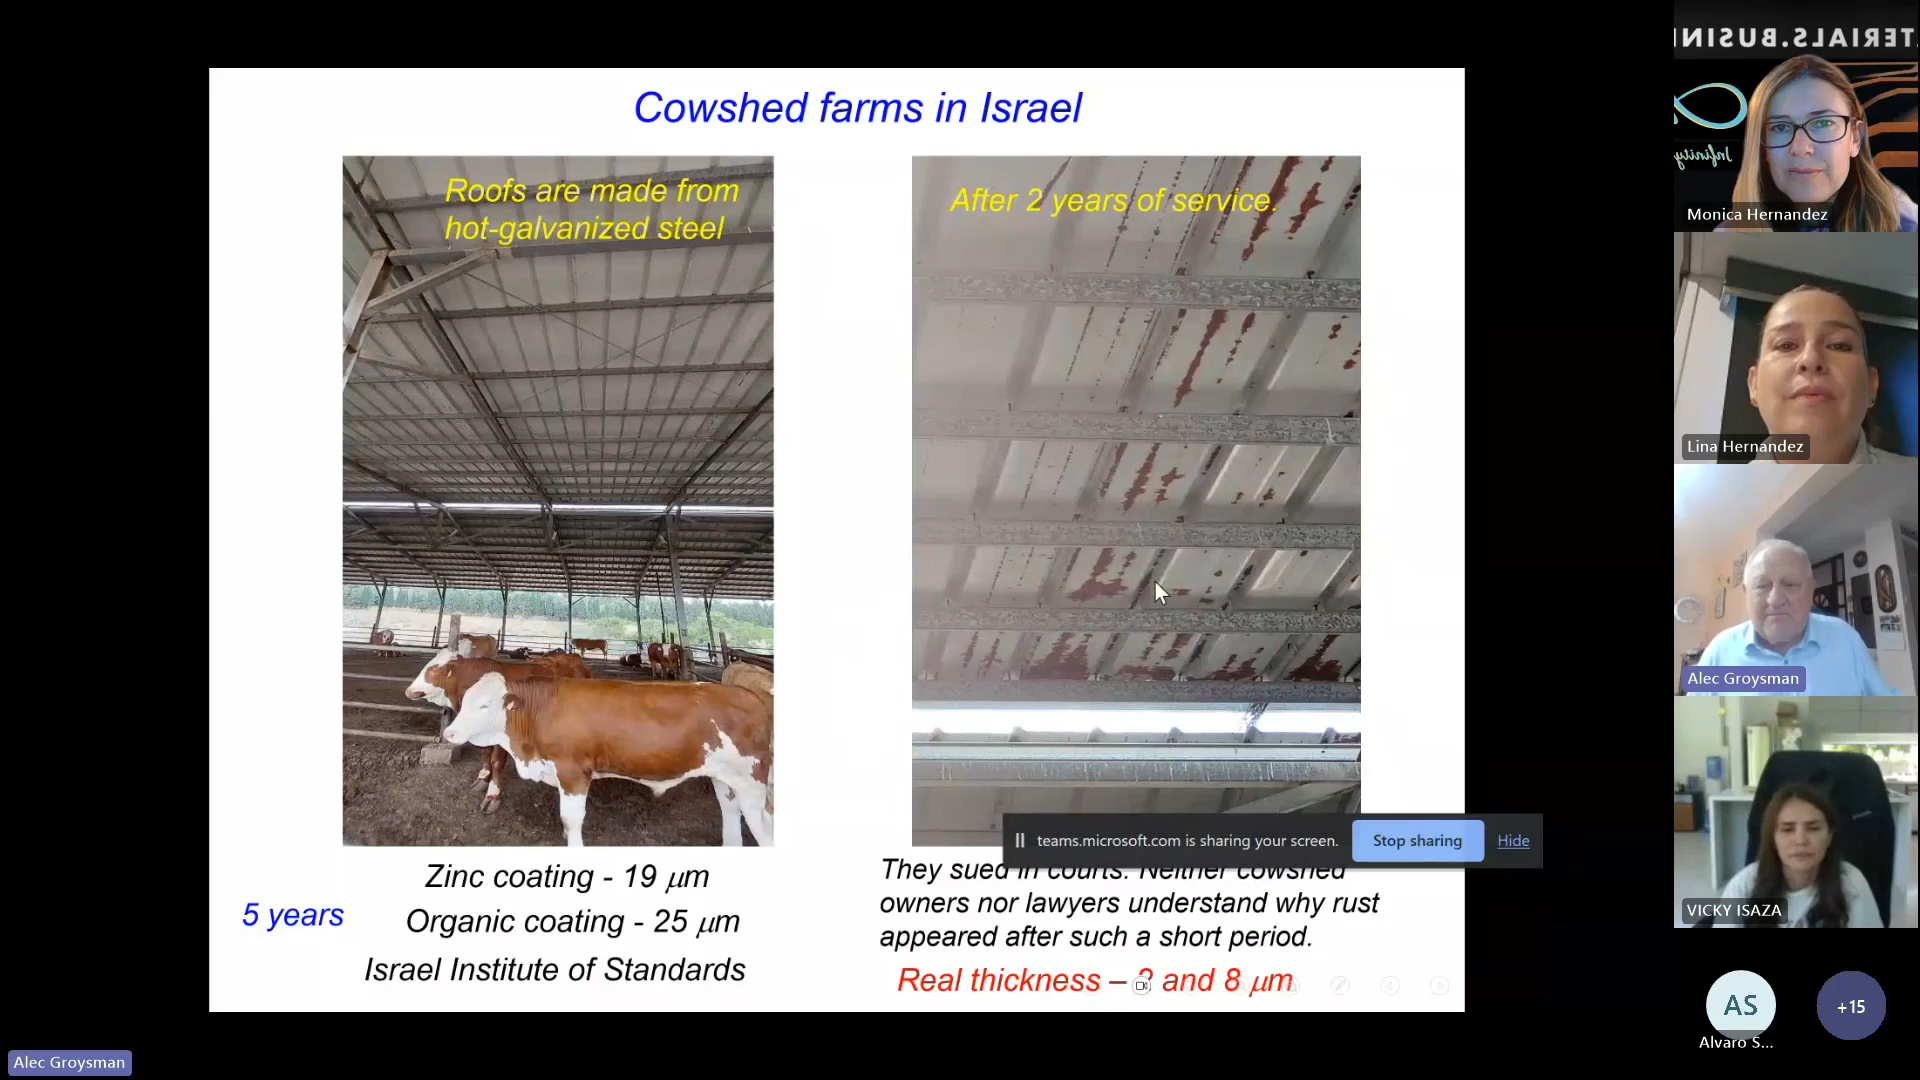 Cowshed farms in Israel
Roofs are made from
hot-galvanized steel
After 2 years of service.
Zinc coating - 19 μm
5 years
Organic coating - 25 μm
Israel Institute of Standards
teams.microsoft.com is sharing your screen.
Stop sharing
Hide
They sued in courts. Neither cowshed
owners nor lawyers understand why rust
appeared after such a short period.
Real thickness – and 8 μm
TERIALS.BUSIN
Infinity
Monica Hernandez
Lina Hernandez
Alec Groysman
VICKY ISAZA
AS
Alvaro S...
+15
Alec Groysman